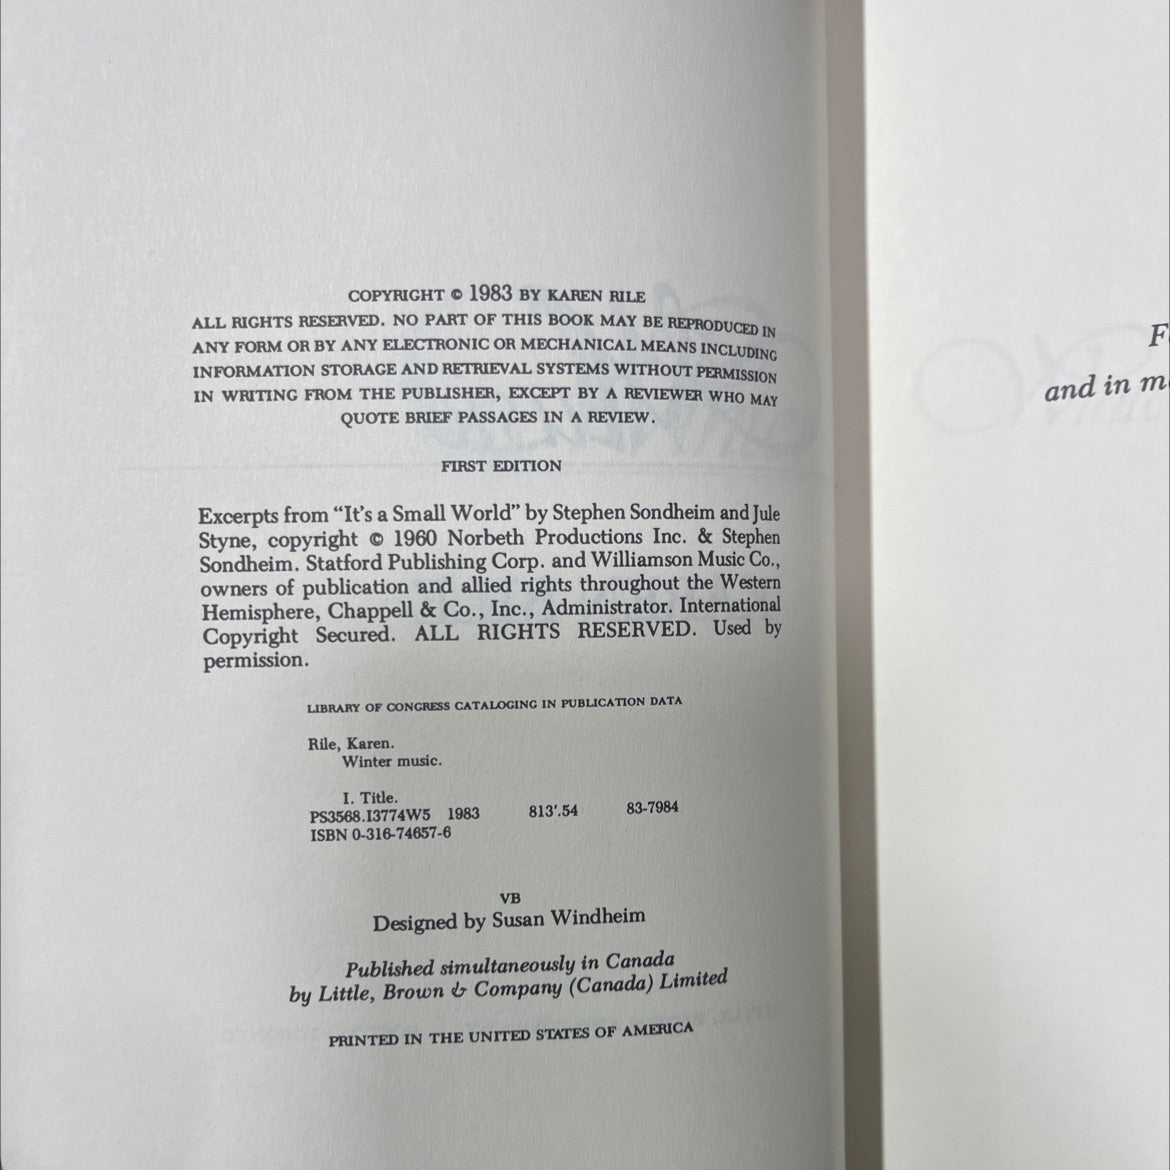 COPYRIGHT © 1983 BY KAREN RILE
ALL RIGHTS RESERVED. NO PART OF THIS BOOK MAY BE REPRODUCED IN
ANY FORM OR BY ANY ELECTRONIC OR MECHANICAL MEANS INCLUDING
INFORMATION STORAGE AND RETRIEVAL SYSTEMS WITHOUT PERMISSION
IN WRITING FROM THE PUBLISHER, EXCEPT BY A REVIEWER WHO MAY
QUOTE BRIEF PASSAGES IN A REVIEW.
FIRST EDITION
Excerpts from “It’s a Small World” by Stephen Sondheim and Jule
Styne, copyright © 1960 Norbeth Productions Inc. & Stephen
Sondheim. Statford Publishing Corp. and Williamson Music Co.,
owners of publication and allied rights throughout the Western
Hemisphere, Chappell & Co., Inc., Administrator. International
Copyright Secured. ALL RIGHTS RESERVED. Used by
permission.
LIBRARY OF CONGRESS CATALOGING IN PUBLICATION DATA
Rile, Karen.
Winter music.
I. Title.
PS3568.I3774W5 1983 813′.54 83-7984
ISBN 0-316-74657-6
VB
Designed by Susan Windheim
Published simultaneously in Canada
by Little, Brown & Company (Canada) Limited
PRINTED IN THE UNITED STATES OF AMERICA
and in